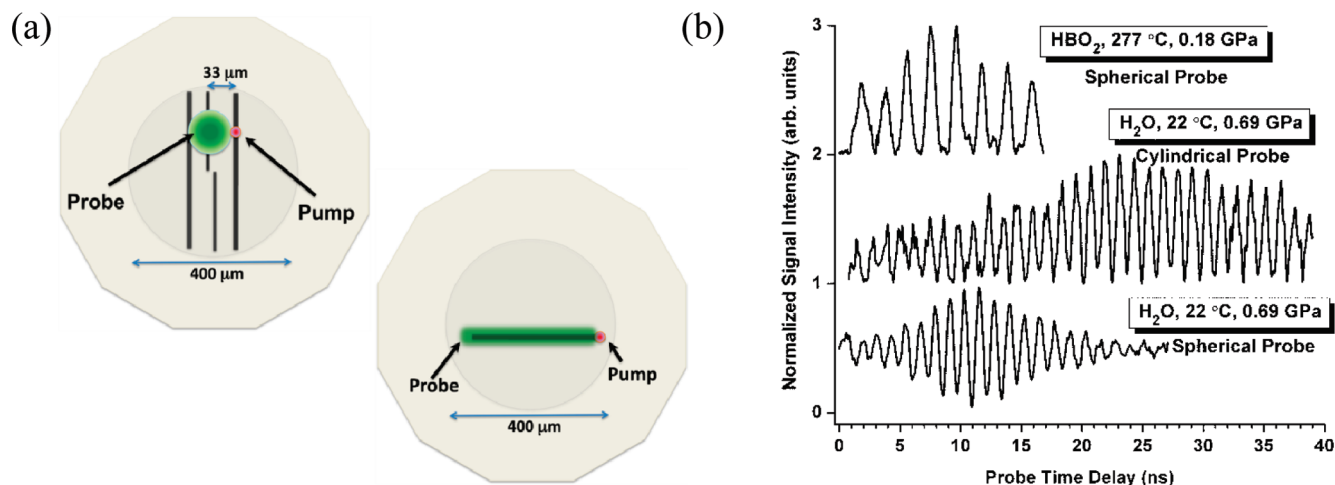 (a)
33 μm
Probe
Pump
400 μm
Probe
Pump
400 μm
(b)
Normalized Signal Intensity (arb. units)
3
2
1
0
HBO₂, 277 °C, 0.18 GPa
Spherical Probe
H₂O, 22 °C, 0.69 GPa
Cylindrical Probe
H₂O, 22 °C, 0.69 GPa
Spherical Probe
0 5 10 15 20 25 30 35 40
Probe Time Delay (ns)